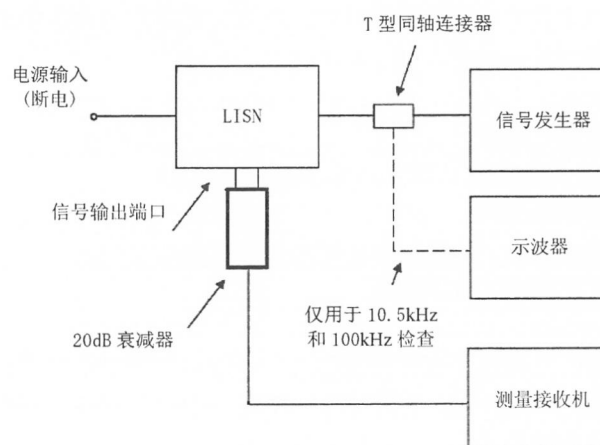 T 型同轴连接器
电源输入
(断电)
LISN
信号发生器
信号输出端口
示波器
仅用于 10.5kHz
和 100kHz 检查
20dB 衰减器
测量接收机